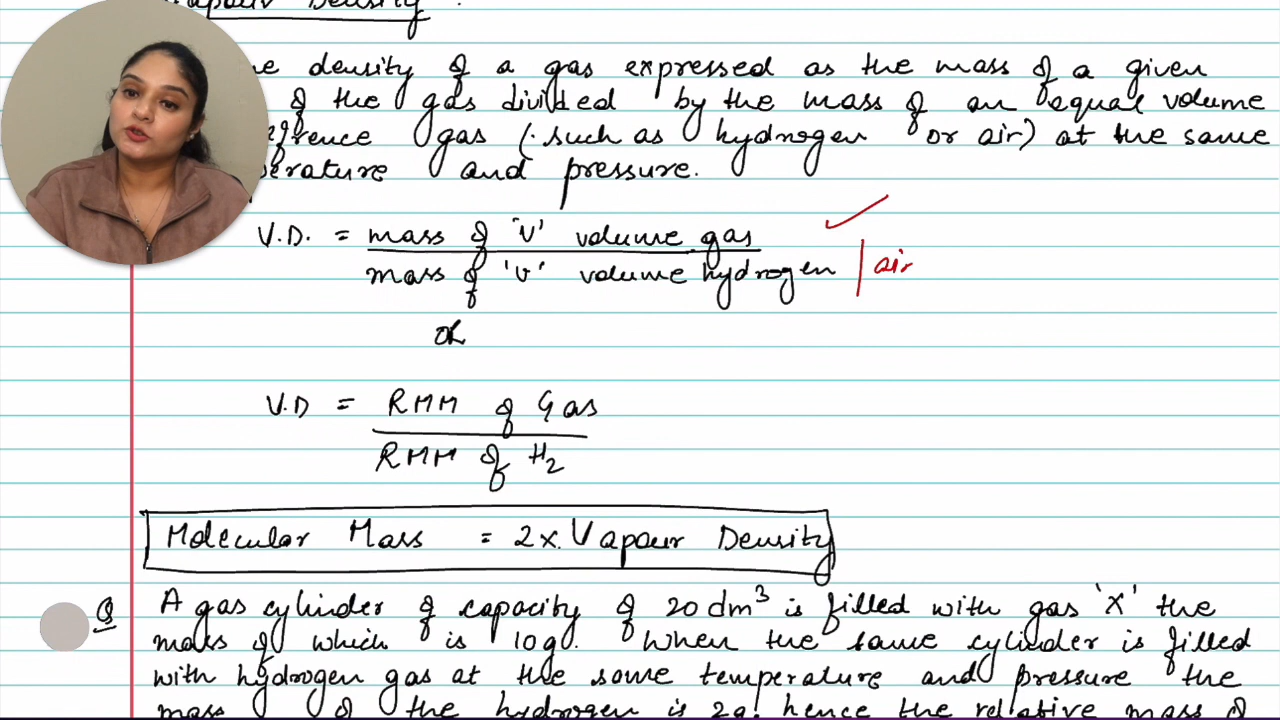 Vapour Density :
density of a gas expressed as the mass of a given
of the gas divided by the mass of an equal volume
gas (such as hydrogen or air) at the same
and pressure.
V.D. = mass of 'V' volume gas
mass of 'v' volume hydrogen / air
OR
V.D = RMM of Gas
RMM of H2
Molecular Mass = 2x Vapour Density
Q A gas cylinder of capacity of 20 dm³ is filled with gas 'X' the
mass of which is 10g. When the same cylinder is filled
with hydrogen gas at the same temperature and pressure the
mass of the hydrogen is 2g, hence the relative mass of